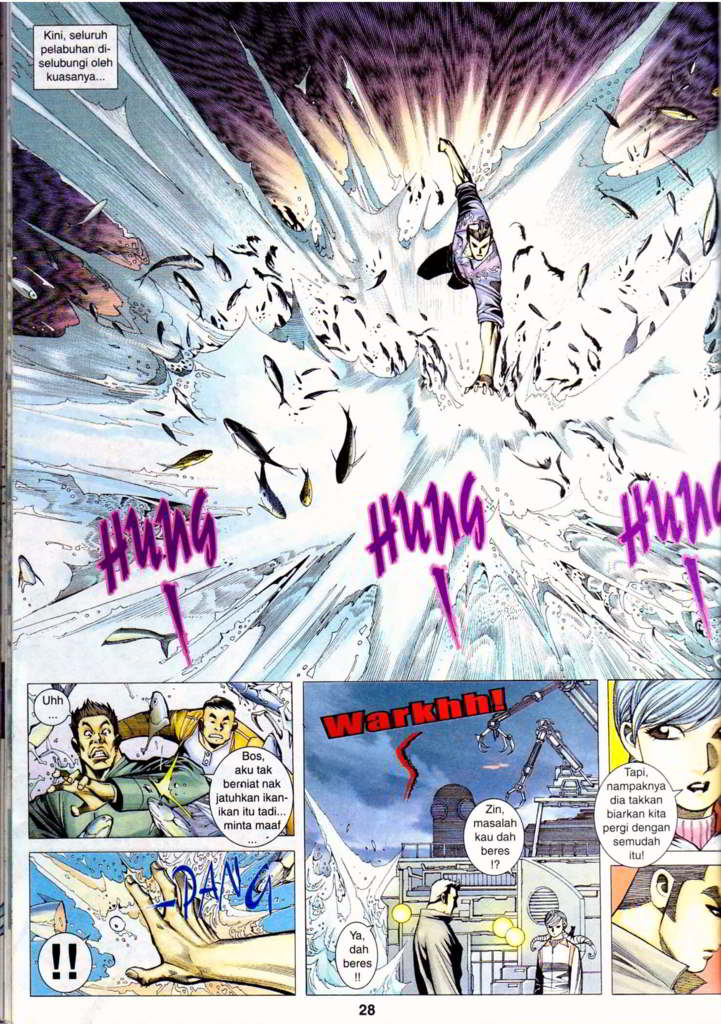 Kini, seluruh
pelabuhan di-
selubungi oleh
kuasanya...
HUNG
!
HUNG
!
HUNG
!
Uhh
...
Bos,
aku tak
berniat nak
jatuhkan ikan-
ikan itu tadi...
minta maaf
...
PANG
!!
Warkhh!
Zin,
masalah
kau dah
beres
!?
Ya,
dah
beres
!!
Tapi,
nampaknya
dia takkan
biarkan kita
pergi dengan
semudah
itu!
28